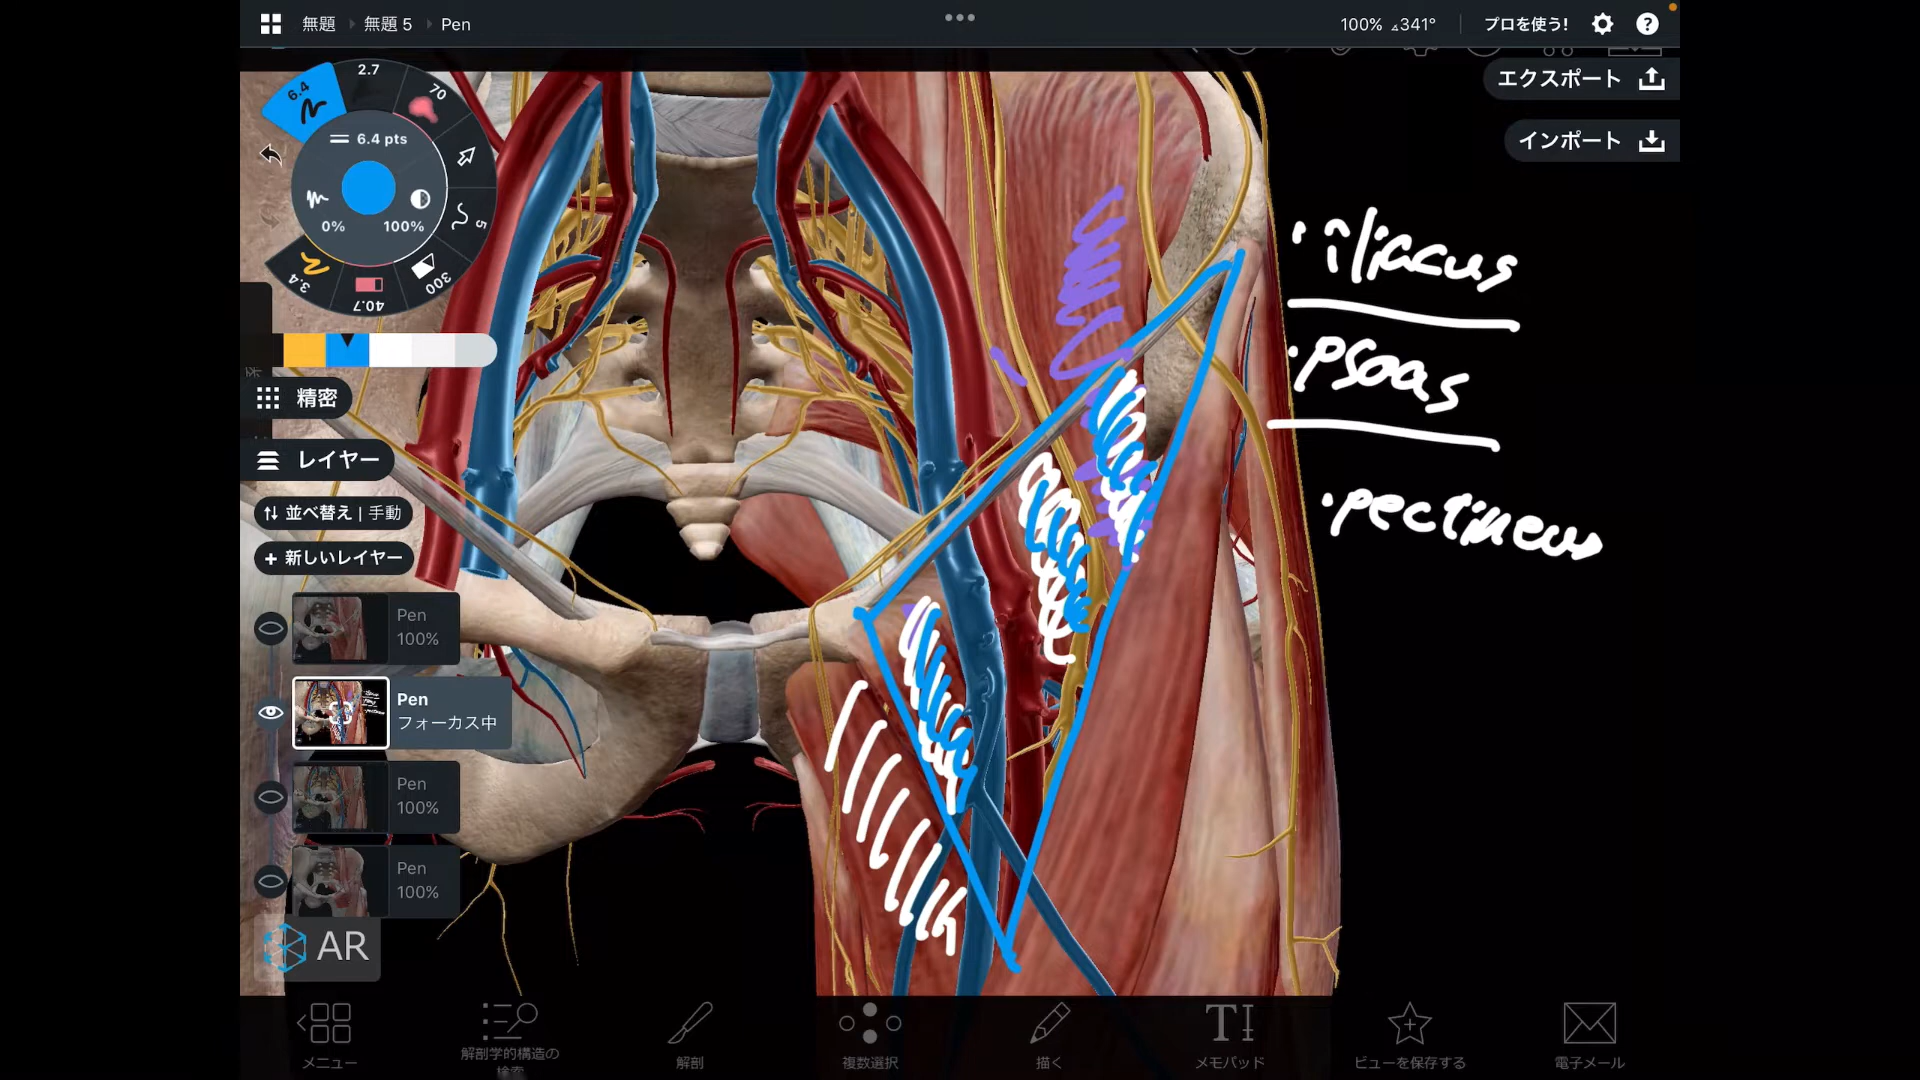 無題 無題 5 Pen
100% 341° プロを使う!
エクスポート
インポート
2.7
6.4
70
6.4 pts
0% 100%
5
3.4
40.7
300
精密
レイヤー
並べ替え | 手動
+ 新しいレイヤー
Pen
100%
Pen
フォーカス中
Pen
100%
Pen
100%
AR
・iliacus
・psoas
・pectineus
メニュー
解剖学的構造の
検索
解剖
複数選択
描く
メモパッド
ビューを保存する
電子メール